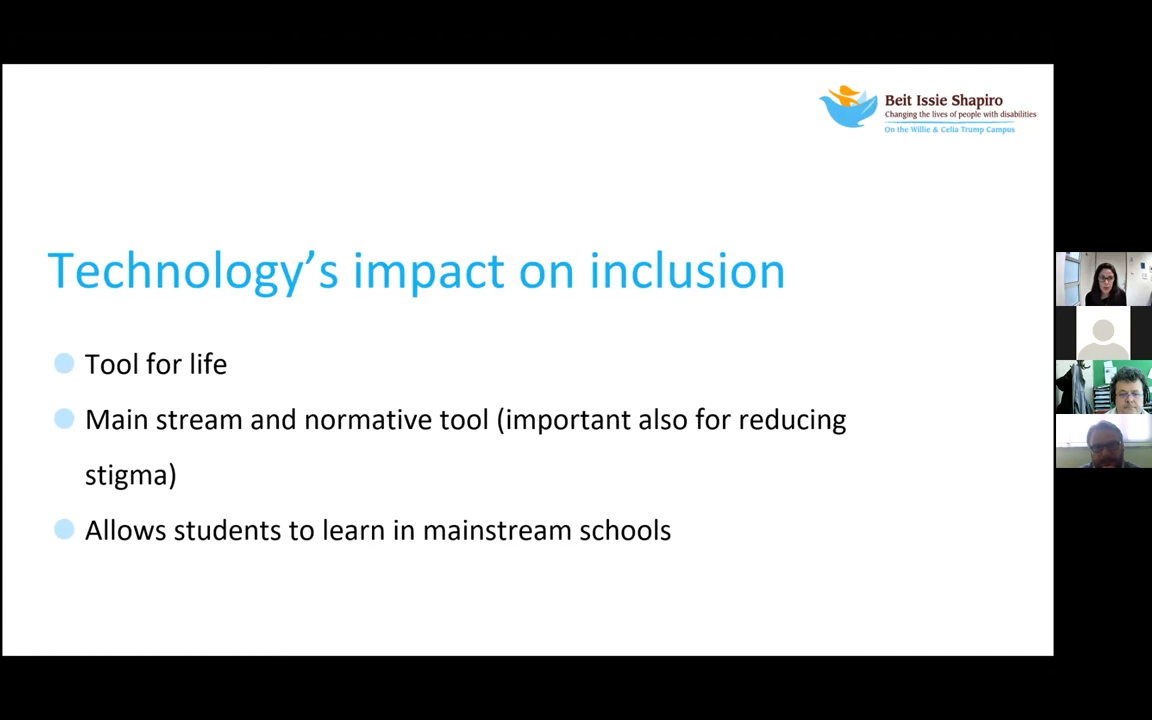 Beit Issie Shapiro
Changing the lives of people with disabilities
On the Willie & Celia Trump Campus
Technology’s impact on inclusion
Tool for life
Main stream and normative tool (important also for reducing
stigma)
Allows students to learn in mainstream schools